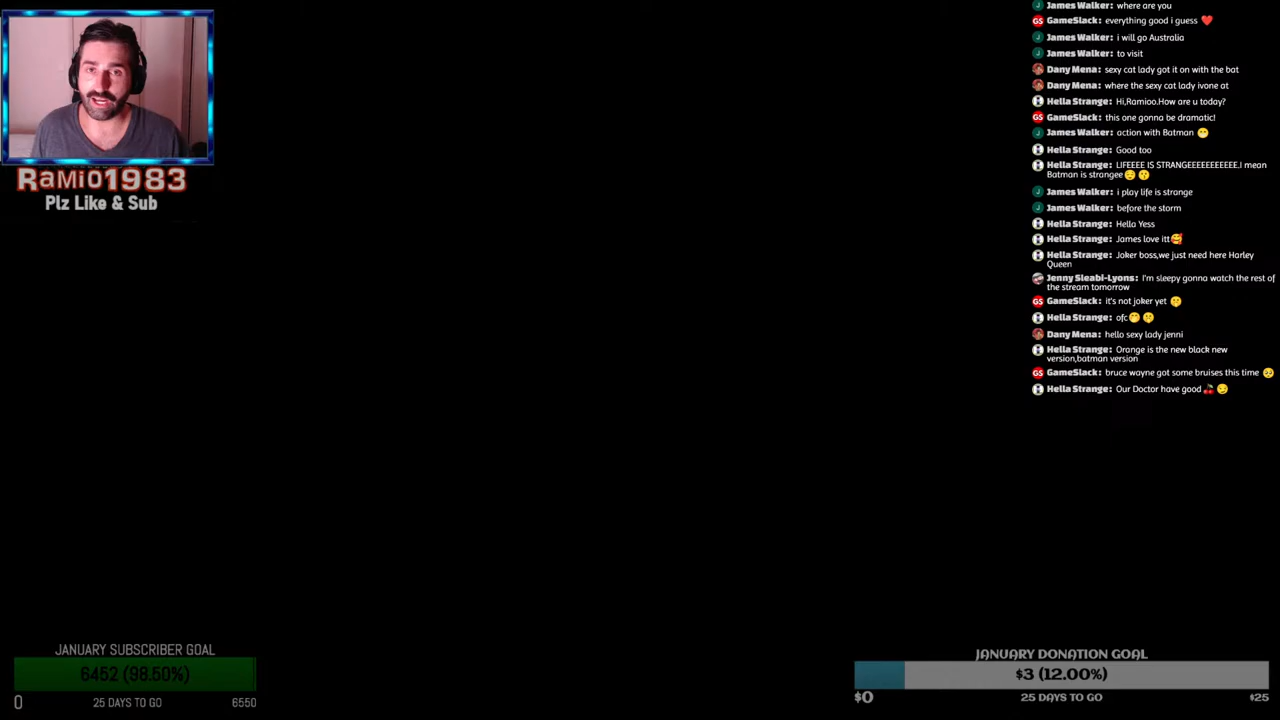 RaMiO1983
Plz Like & Sub
James Walker: where are you
GameSlack: everything good i guess ❤️
James Walker: i will go Australia
James Walker: to visit
Dany Mena: sexy cat lady got it on with the bat
Dany Mena: where the sexy cat lady ivone at
Hella Strange: Hi,Ramioo.How are u today?
GameSlack: this one gonna be dramatic!
James Walker: action with Batman 😁
Hella Strange: Good too
Hella Strange: LIFEEEE IS STRANGEEEEEEEEEEE.I mean
Batman is strangee😌 😗
James Walker: i play life is strange
James Walker: before the storm
Hella Strange: Hella Yess
Hella Strange: James love itt🥰
Hella Strange: Joker boss,we just need here Harley
Queen
Jenny Sleabi-Lyons: I'm sleepy gonna watch the rest of
the stream tomorrow
GameSlack: it's not joker yet 🤫
Hella Strange: ofc🤭 🤫
Dany Mena: hello sexy lady jenni
Hella Strange: Orange is the new black new
version,batman version
GameSlack: bruce wayne got some bruises this time 🥺
Hella Strange: Our Doctor have good🍒 😏
JANUARY SUBSCRIBER GOAL
6452 (98.50%)
0 25 DAYS TO GO 6550
JANUARY DONATION GOAL
$3 (12.00%)
$0 25 DAYS TO GO $25